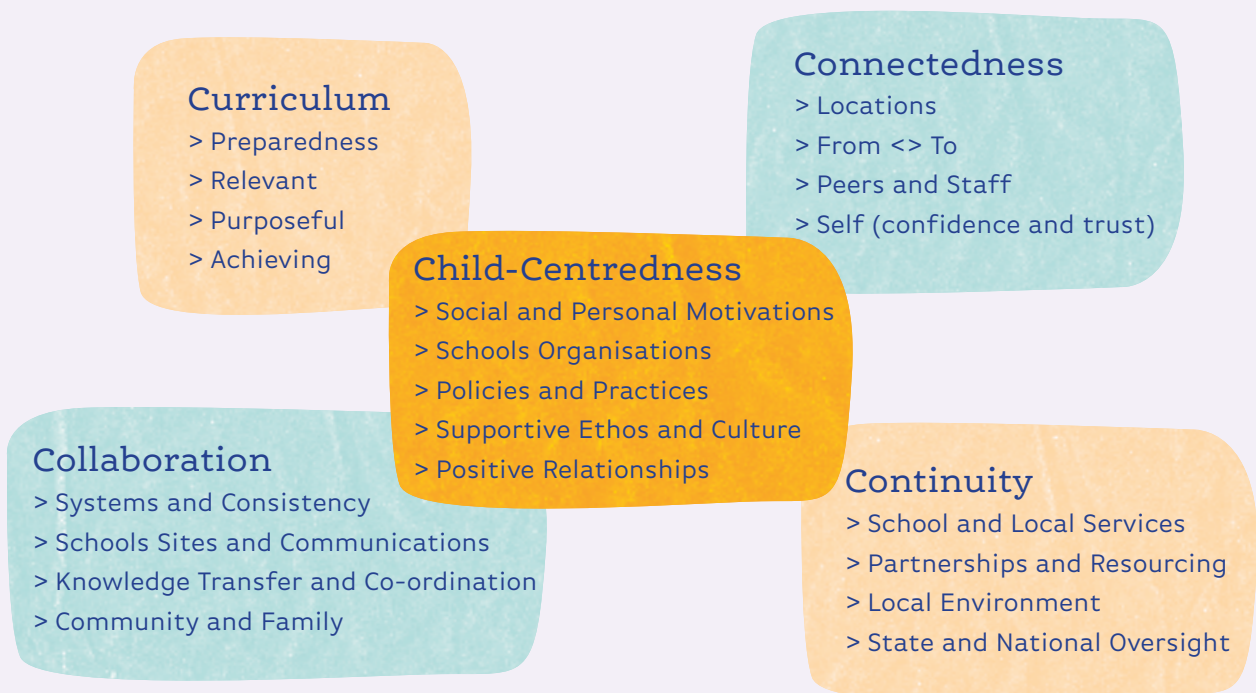 Curriculum
> Preparedness
> Relevant
> Purposeful
> Achieving
Connectedness
> Locations
> From <> To
> Peers and Staff
> Self (confidence and trust)
Child-Centredness
> Social and Personal Motivations
> Schools Organisations
> Policies and Practices
> Supportive Ethos and Culture
> Positive Relationships
Collaboration
> Systems and Consistency
> Schools Sites and Communications
> Knowledge Transfer and Co-ordination
> Community and Family
Continuity
> School and Local Services
> Partnerships and Resourcing
> Local Environment
> State and National Oversight